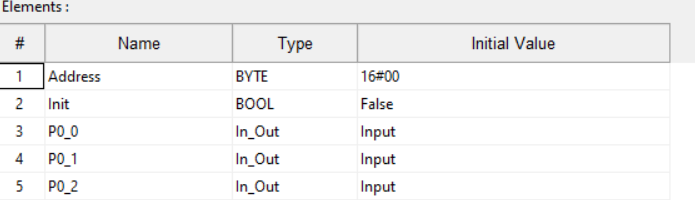 Elements :
# Name Type Initial Value
1 Address BYTE 16#00
2 Init BOOL False
3 P0_0 In_Out Input
4 P0_1 In_Out Input
5 P0_2 In_Out Input